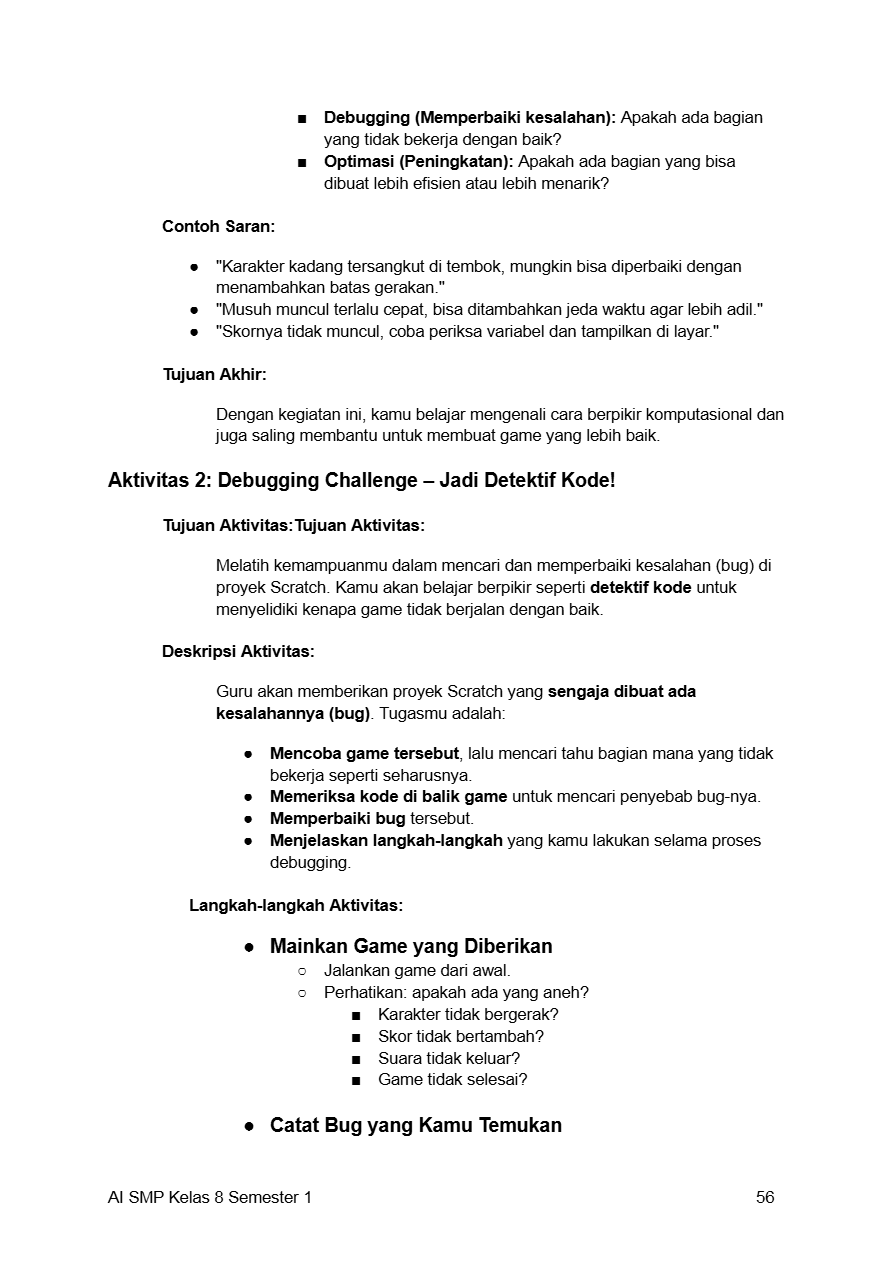 ■ Debugging (Memperbaiki kesalahan): Apakah ada bagian
yang tidak bekerja dengan baik?
■ Optimasi (Peningkatan): Apakah ada bagian yang bisa
dibuat lebih efisien atau lebih menarik?
Contoh Saran:
● "Karakter kadang tersangkut di tembok, mungkin bisa diperbaiki dengan
menambahkan batas gerakan."
● "Musuh muncul terlalu cepat, bisa ditambahkan jeda waktu agar lebih adil."
● "Skornya tidak muncul, coba periksa variabel dan tampilkan di layar."
Tujuan Akhir:
Dengan kegiatan ini, kamu belajar mengenali cara berpikir komputasional dan
juga saling membantu untuk membuat game yang lebih baik.
Aktivitas 2: Debugging Challenge – Jadi Detektif Kode!
Tujuan Aktivitas:Tujuan Aktivitas:
Melatih kemampuanmu dalam mencari dan memperbaiki kesalahan (bug) di
proyek Scratch. Kamu akan belajar berpikir seperti detektif kode untuk
menyelidiki kenapa game tidak berjalan dengan baik.
Deskripsi Aktivitas:
Guru akan memberikan proyek Scratch yang sengaja dibuat ada
kesalahannya (bug). Tugasmu adalah:
● Mencoba game tersebut, lalu mencari tahu bagian mana yang tidak
bekerja seperti seharusnya.
● Memeriksa kode di balik game untuk mencari penyebab bug-nya.
● Memperbaiki bug tersebut.
● Menjelaskan langkah-langkah yang kamu lakukan selama proses
debugging.
Langkah-langkah Aktivitas:
● Mainkan Game yang Diberikan
○ Jalankan game dari awal.
○ Perhatikan: apakah ada yang aneh?
■ Karakter tidak bergerak?
■ Skor tidak bertambah?
■ Suara tidak keluar?
■ Game tidak selesai?
● Catat Bug yang Kamu Temukan
AI SMP Kelas 8 Semester 1 56